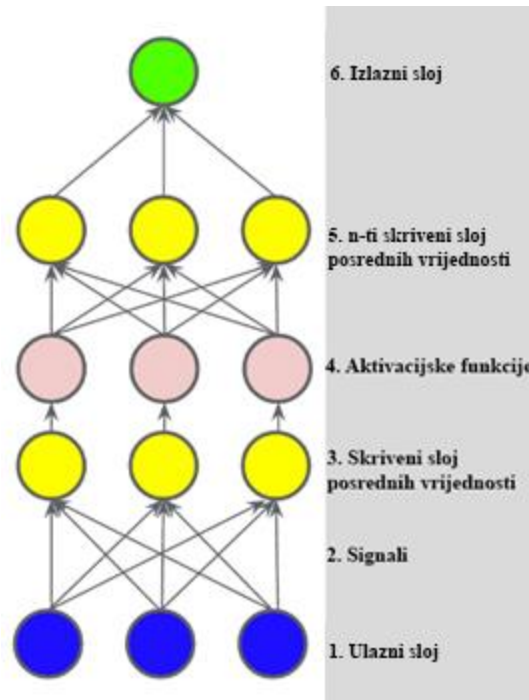 6. Izlazni sloj
5. n-ti skriveni sloj
posrednih vrijednosti
4. Aktivacijske funkcije
3. Skriveni sloj
posrednih vrijednosti
2. Signali
1. Ulazni sloj